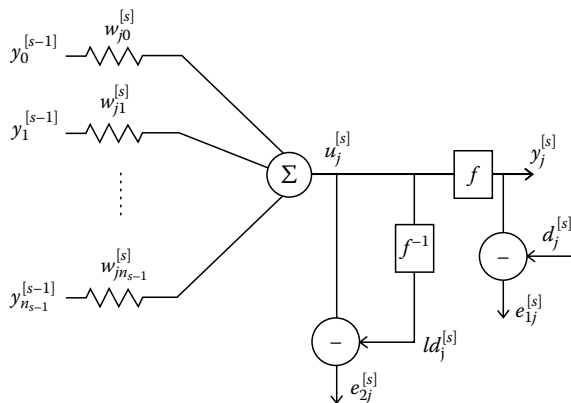 w_{j0}^{[s]}
y_0^{[s-1]}
w_{j1}^{[s]}
y_1^{[s-1]}
u_j^{[s]}
y_j^{[s]}
Σ
f
d_j^{[s]}
f^{-1}
−
w_{jn_{s-1}}^{[s]}
y_{n_{s-1}}^{[s-1]}
e_{1j}^{[s]}
−
ld_j^{[s]}
e_{2j}^{[s]}